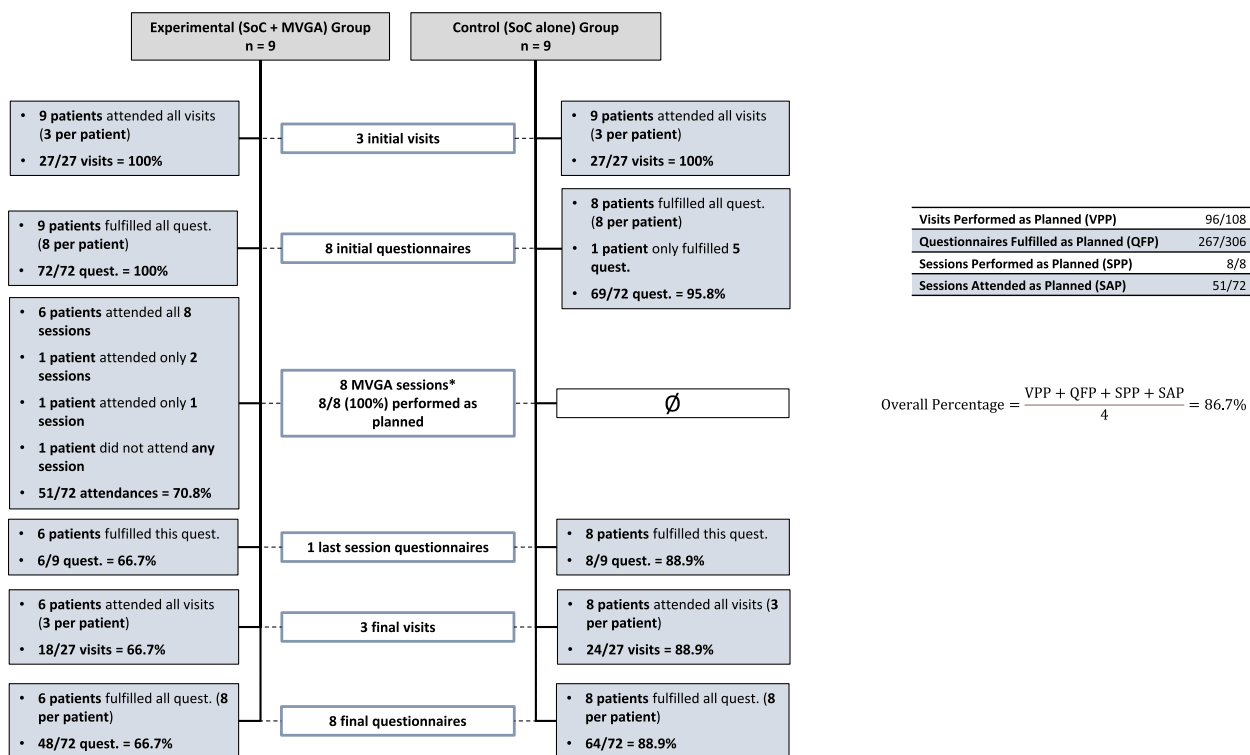 Experimental (SoC + MVGA) Group
n = 9
Control (SoC alone) Group
n = 9
• 9 patients attended all visits
(3 per patient)
• 27/27 visits = 100%
3 initial visits
• 9 patients attended all visits
(3 per patient)
• 27/27 visits = 100%
• 9 patients fulfilled all quest.
(8 per patient)
• 72/72 quest. = 100%
8 initial questionnaires
• 8 patients fulfilled all quest.
(8 per patient)
• 1 patient only fulfilled 5
quest.
• 69/72 quest. = 95.8%
• 6 patients attended all 8
sessions
• 1 patient attended only 2
sessions
• 1 patient attended only 1
session
• 1 patient did not attend any
session
• 51/72 attendances = 70.8%
8 MVGA sessions*
8/8 (100%) performed as
planned
Ø
• 6 patients fulfilled this quest.
• 6/9 quest. = 66.7%
1 last session questionnaires
• 8 patients fulfilled this quest.
• 8/9 quest. = 88.9%
• 6 patients attended all visits
(3 per patient)
• 18/27 visits = 66.7%
3 final visits
• 8 patients attended all visits (3
per patient)
• 24/27 visits = 88.9%
• 6 patients fulfilled all quest. (8
per patient)
• 48/72 quest. = 66.7%
8 final questionnaires
• 8 patients fulfilled all quest. (8
per patient)
• 64/72 = 88.9%
Visits Performed as Planned (VPP) 96/108
Questionnaires Fulfilled as Planned (QFP) 267/306
Sessions Performed as Planned (SPP) 8/8
Sessions Attended as Planned (SAP) 51/72
VPP + QFP + SPP + SAP
Overall Percentage = = 86.7%
4